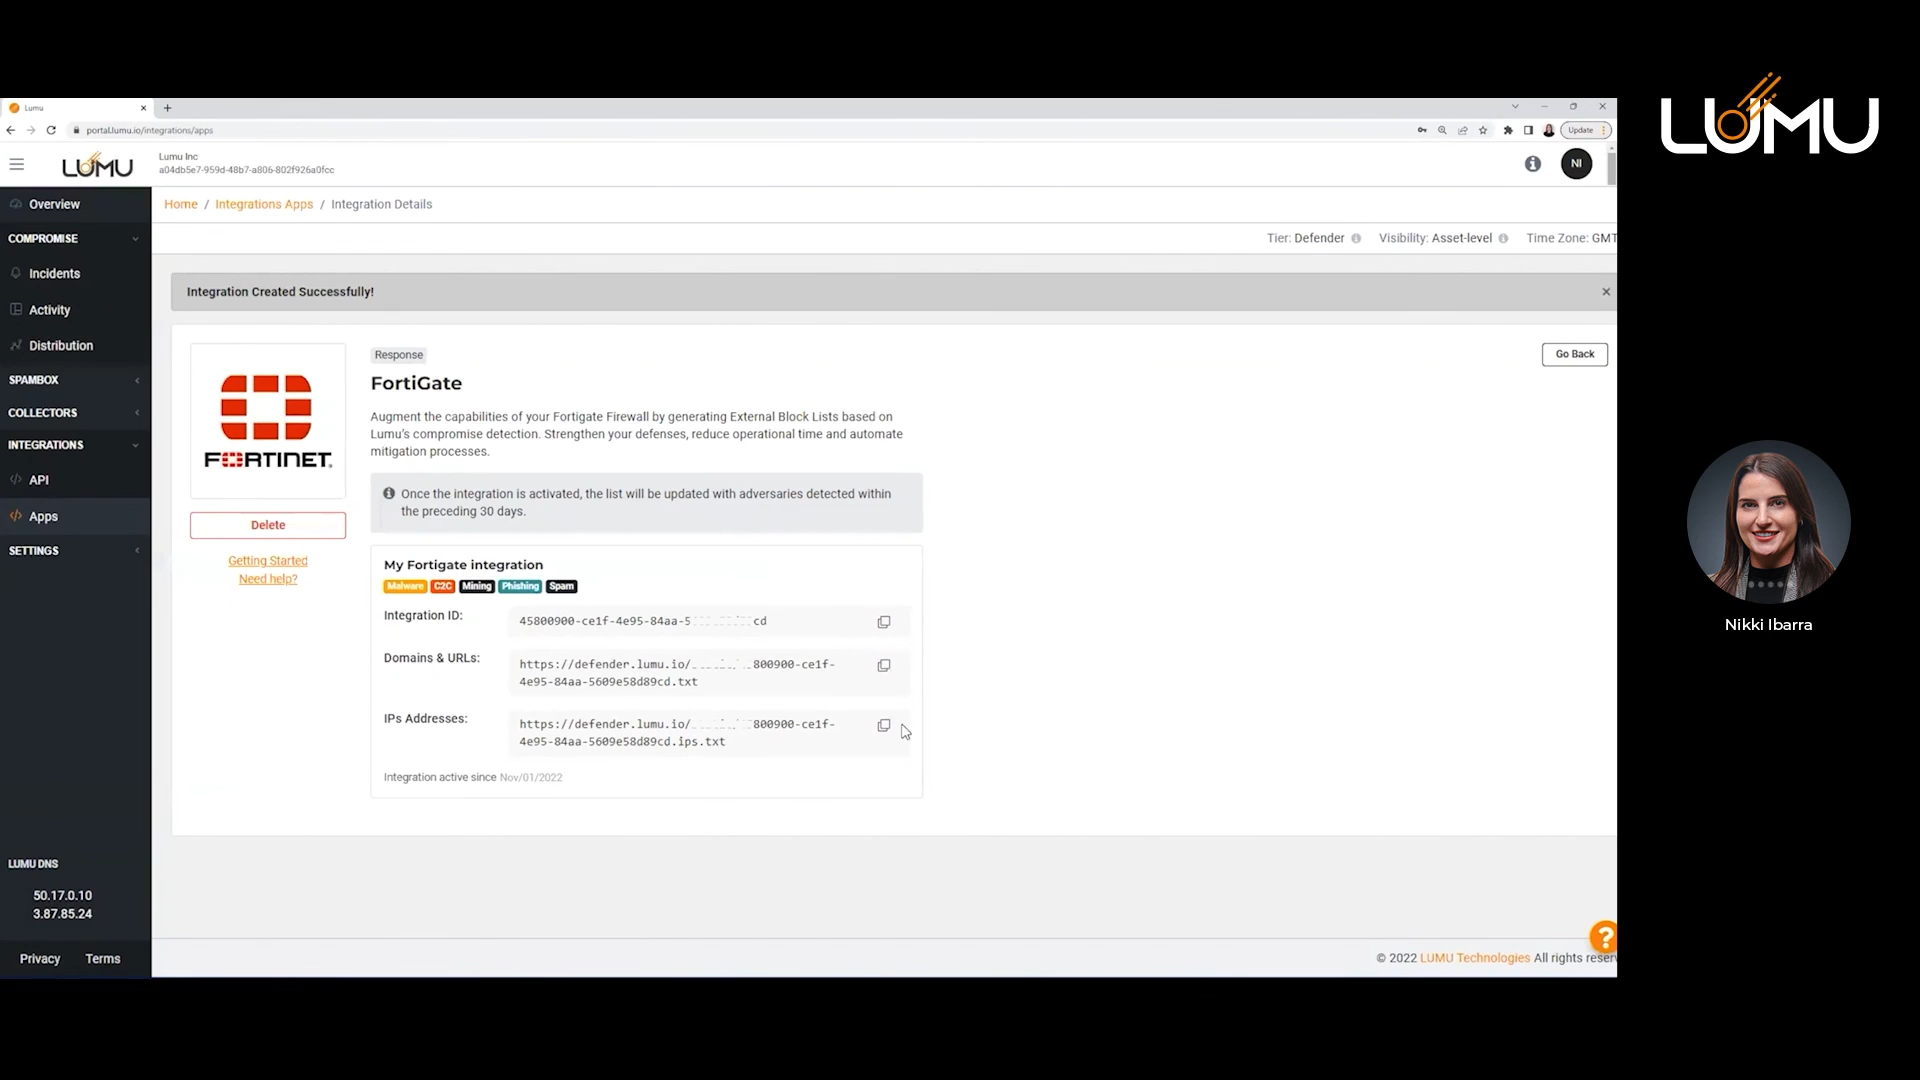 Lumu
portal.lumu.io/integrations/apps
Update
LUMU
Lumu Inc
a04db5e7-959d-48b7-a806-802f926a0fcc
NI
LUMU
Overview
COMPROMISE
Incidents
Activity
Distribution
SPAMBOX
COLLECTORS
INTEGRATIONS
API
Apps
SETTINGS
LUMU DNS
50.17.0.10
3.87.85.24
Privacy Terms
Home / Integrations Apps / Integration Details
Tier: Defender Visibility: Asset-level Time Zone: GMT
Integration Created Successfully!
FORTINET
Delete
Getting Started
Need help?
Response
FortiGate
Go Back
Augment the capabilities of your Fortigate Firewall by generating External Block Lists based on
Lumu's compromise detection. Strengthen your defenses, reduce operational time and automate
mitigation processes.
Once the integration is activated, the list will be updated with adversaries detected within
the preceding 30 days.
My Fortigate integration
Malware C2C Mining Phishing Spam
Integration ID: 45800900-ce1f-4e95-84aa-5 cd
Domains & URLs: https://defender.lumu.io/ 800900-ce1f-
4e95-84aa-5609e58d89cd.txt
IPs Addresses: https://defender.lumu.io/ 800900-ce1f-
4e95-84aa-5609e58d89cd.ips.txt
Integration active since Nov/01/2022
© 2022 LUMU Technologies All rights reserv
Nikki Ibarra